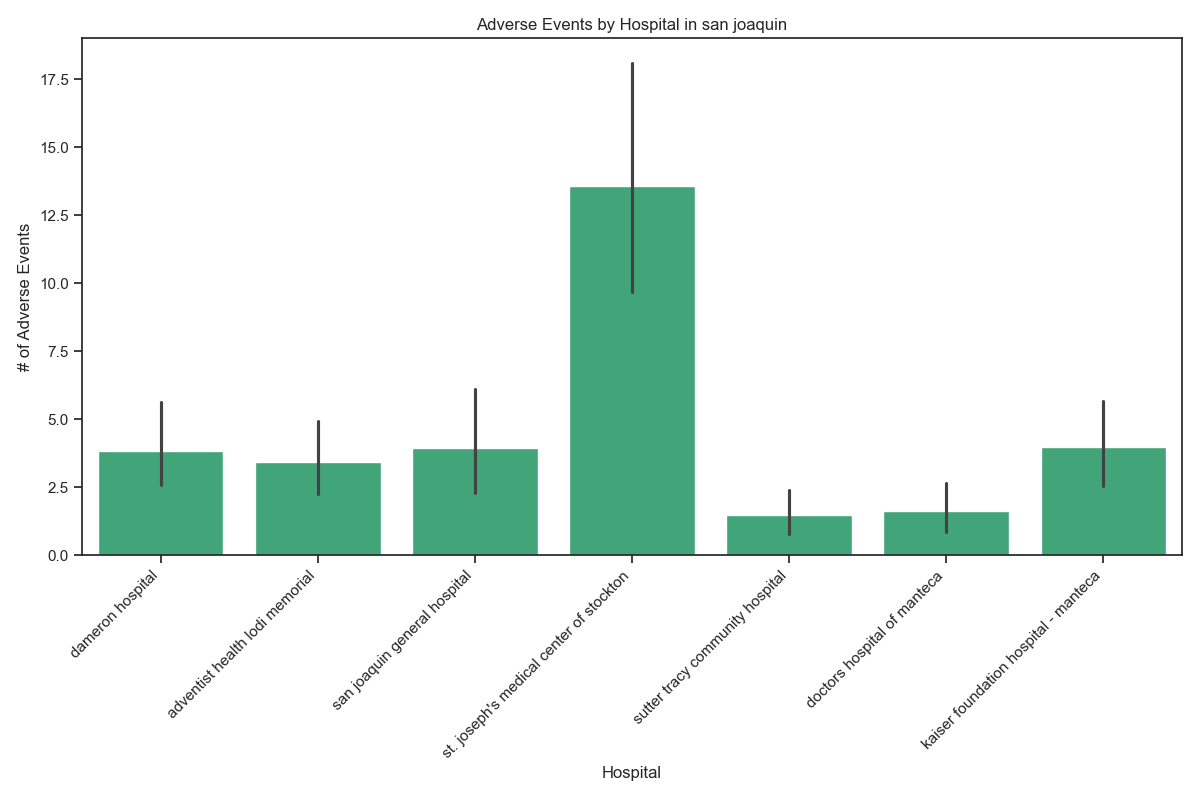 Adverse Events by Hospital in san joaquin
# of Adverse Events
17.5
15.0
12.5
10.0
7.5
5.0
2.5
0.0
dameron hospital
adventist health lodi memorial
san joaquin general hospital
st. joseph's medical center of stockton
sutter tracy community hospital
doctors hospital of manteca
kaiser foundation hospital - manteca
Hospital